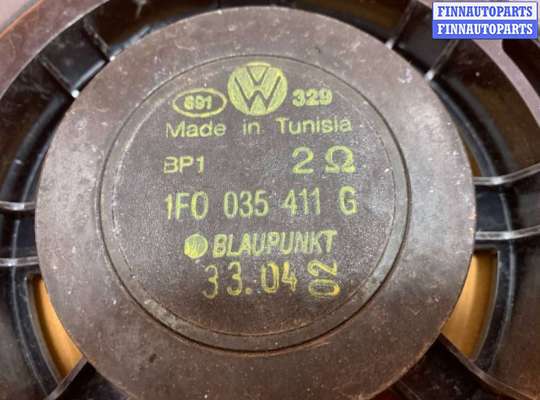 FINNAUTOPARTS
FINNAUTOPARTS
691 VW 329
Made in Tunisia
BP1 2 Ω
1F0 035 411 G
BLAUPUNKT
33.04 02